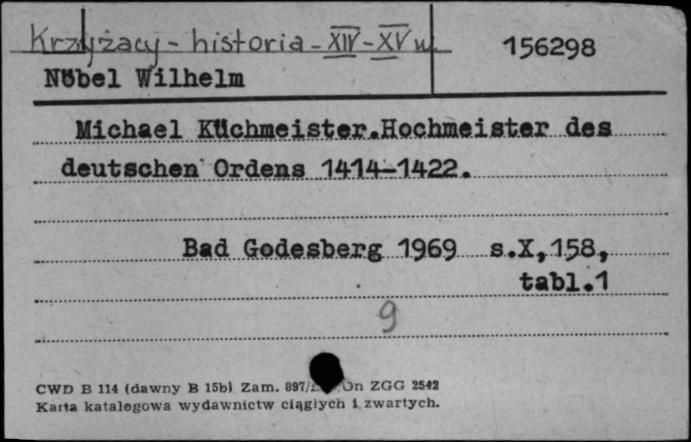 Krzyżacy - historia - XIV - XV w. 156298
Nöbel Wilhelm
Michael Küchmeister.Hochmeister des
deutschen Ordens 1414-1422.
Bad Godesberg 1969 s.X,158,
tabl.1
9
CWD B 114 (dawny B 15b) Zam. 897/ On ZGG 2542
Karta katalogowa wydawnictw ciągłych i zwartych.